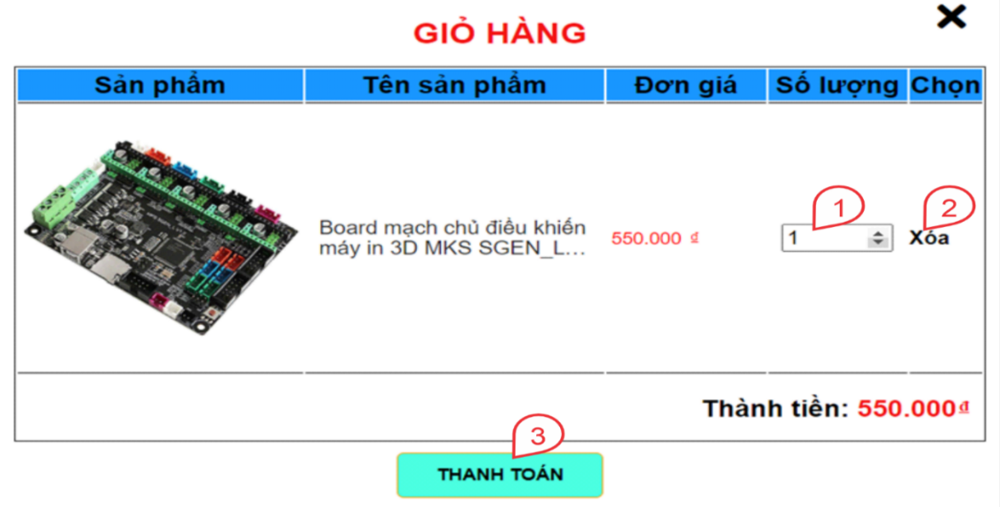 GIỎ HÀNG
Sản phẩm Tên sản phẩm Đơn giá Số lượng Chọn
1 2
Board mạch chủ điều khiến
máy in 3D MKS SGEN_L...
550.000 ₫
1
Xóa
Thành tiền: 550.000₫
3
THANH TOÁN